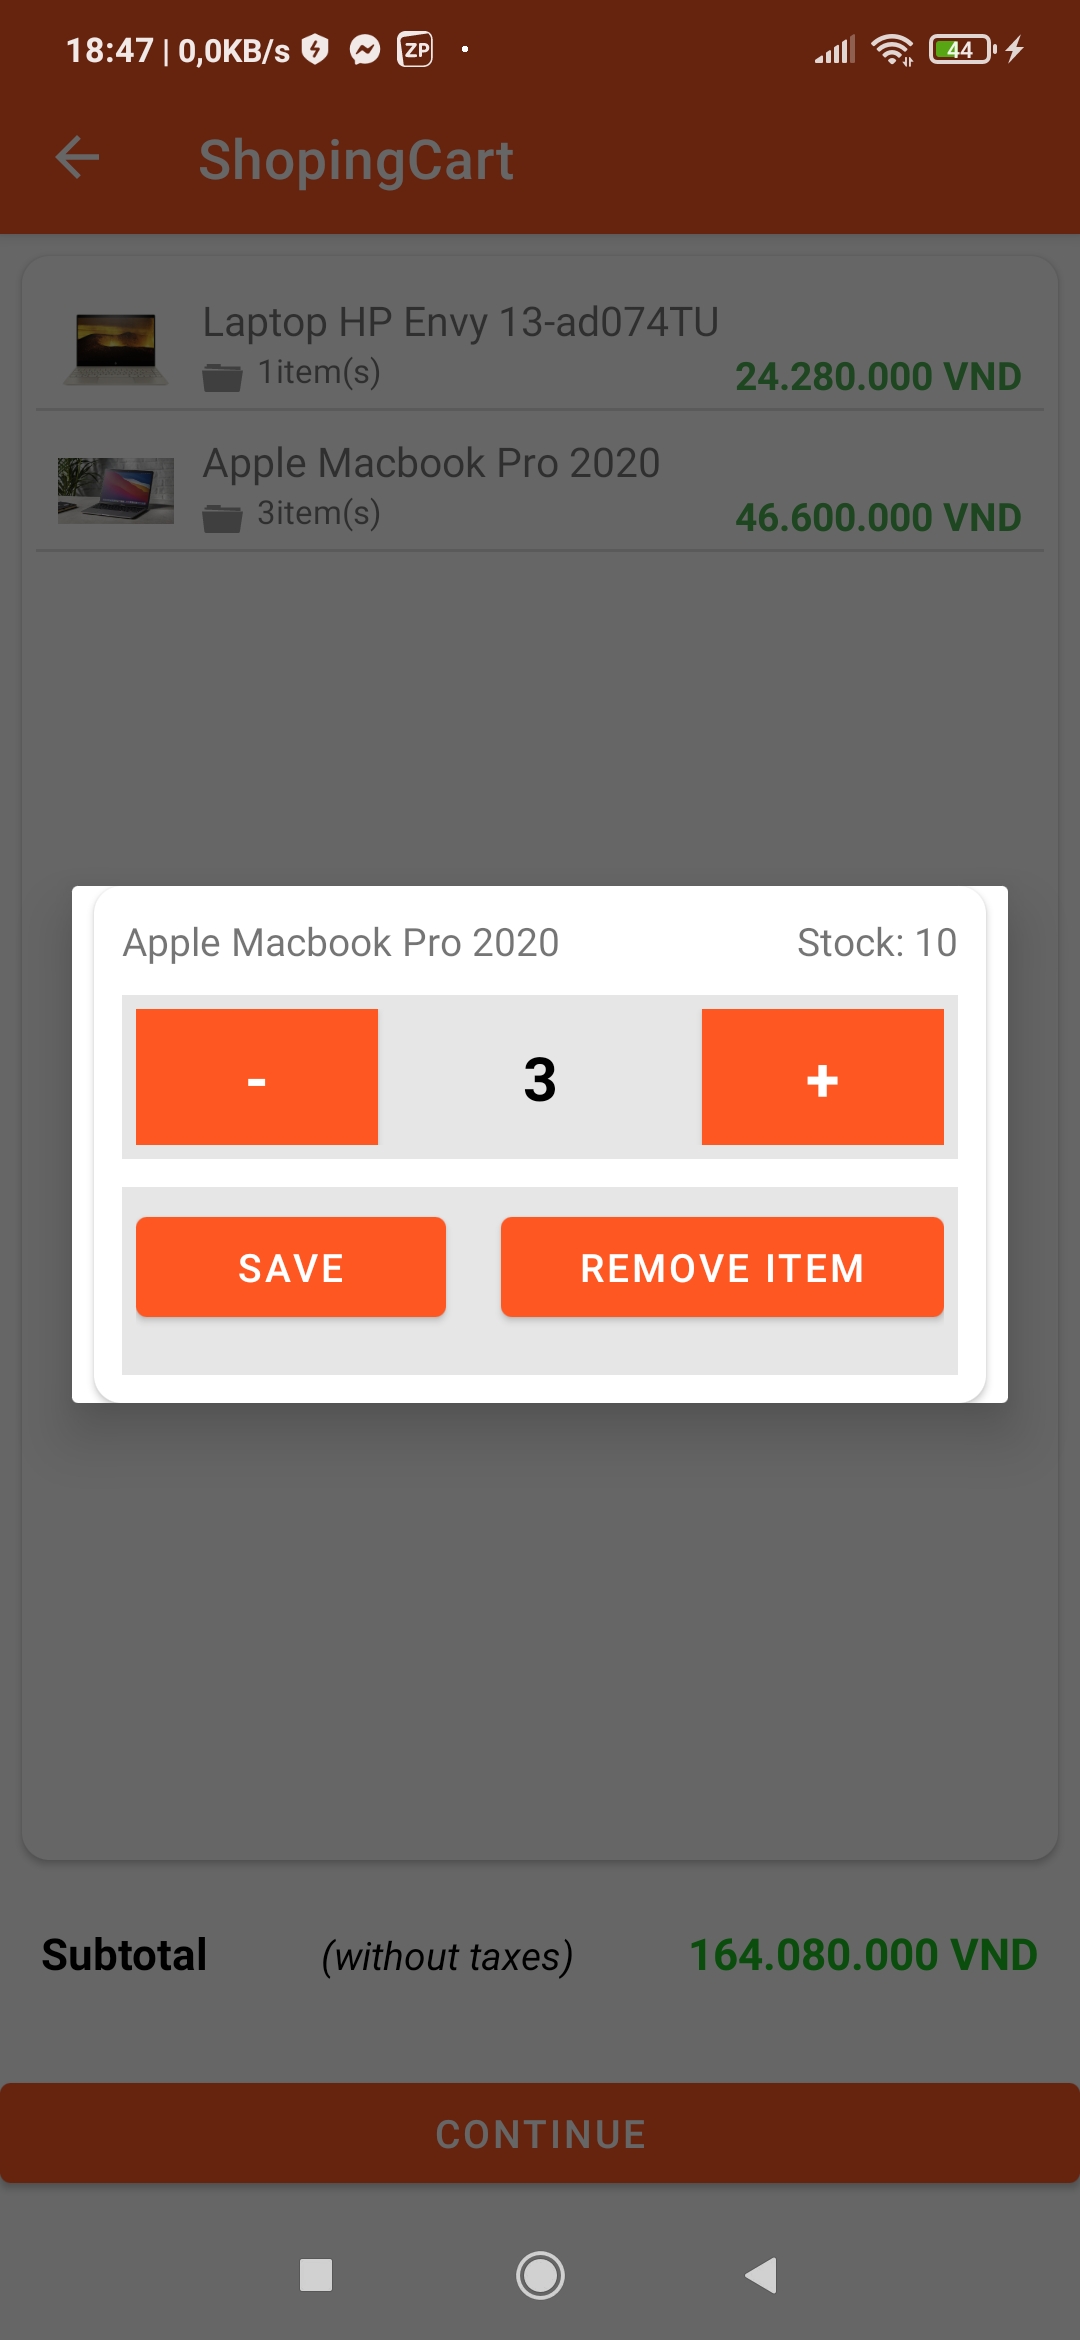 18:47 | 0,0KB/s ZP 44
ShopingCart
Laptop HP Envy 13-ad074TU
1item(s) 24.280.000 VND
Apple Macbook Pro 2020
3item(s) 46.600.000 VND
Apple Macbook Pro 2020 Stock: 10
- 3 +
SAVE REMOVE ITEM
Subtotal (without taxes) 164.080.000 VND
CONTINUE